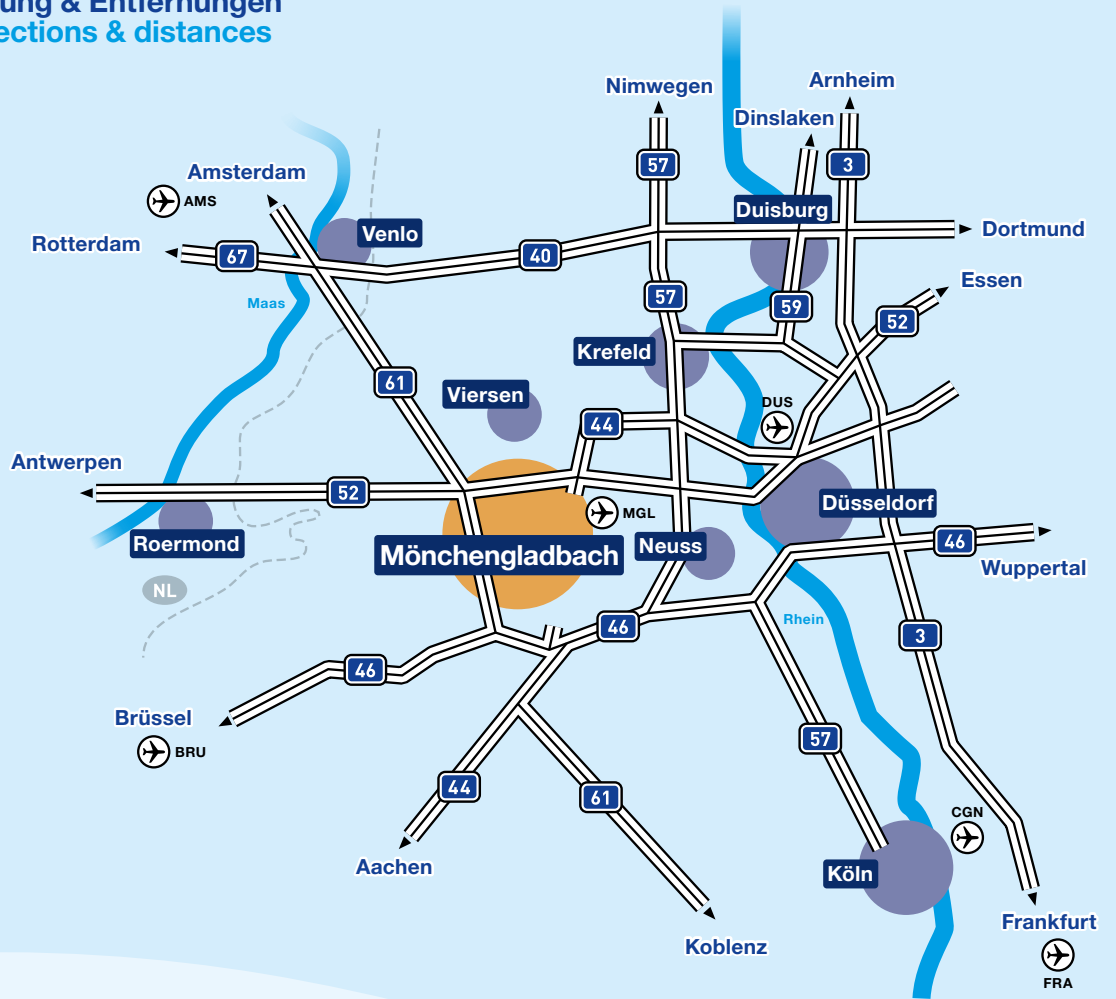 & Entfernungen
& distances
Nimwegen
Arnheim
Dinslaken
57
3
Amsterdam
AMS
Duisburg
Venlo
Rotterdam
67
40
Dortmund
Essen
Maas
57
59
52
Krefeld
61
Viersen
DUS
44
Antwerpen
52
MGL
Düsseldorf
Roermond
Mönchengladbach
Neuss
46
Wuppertal
NL
Rhein
46
3
46
Brüssel
BRU
57
44
61
CGN
Aachen
Köln
Frankfurt
Koblenz
FRA